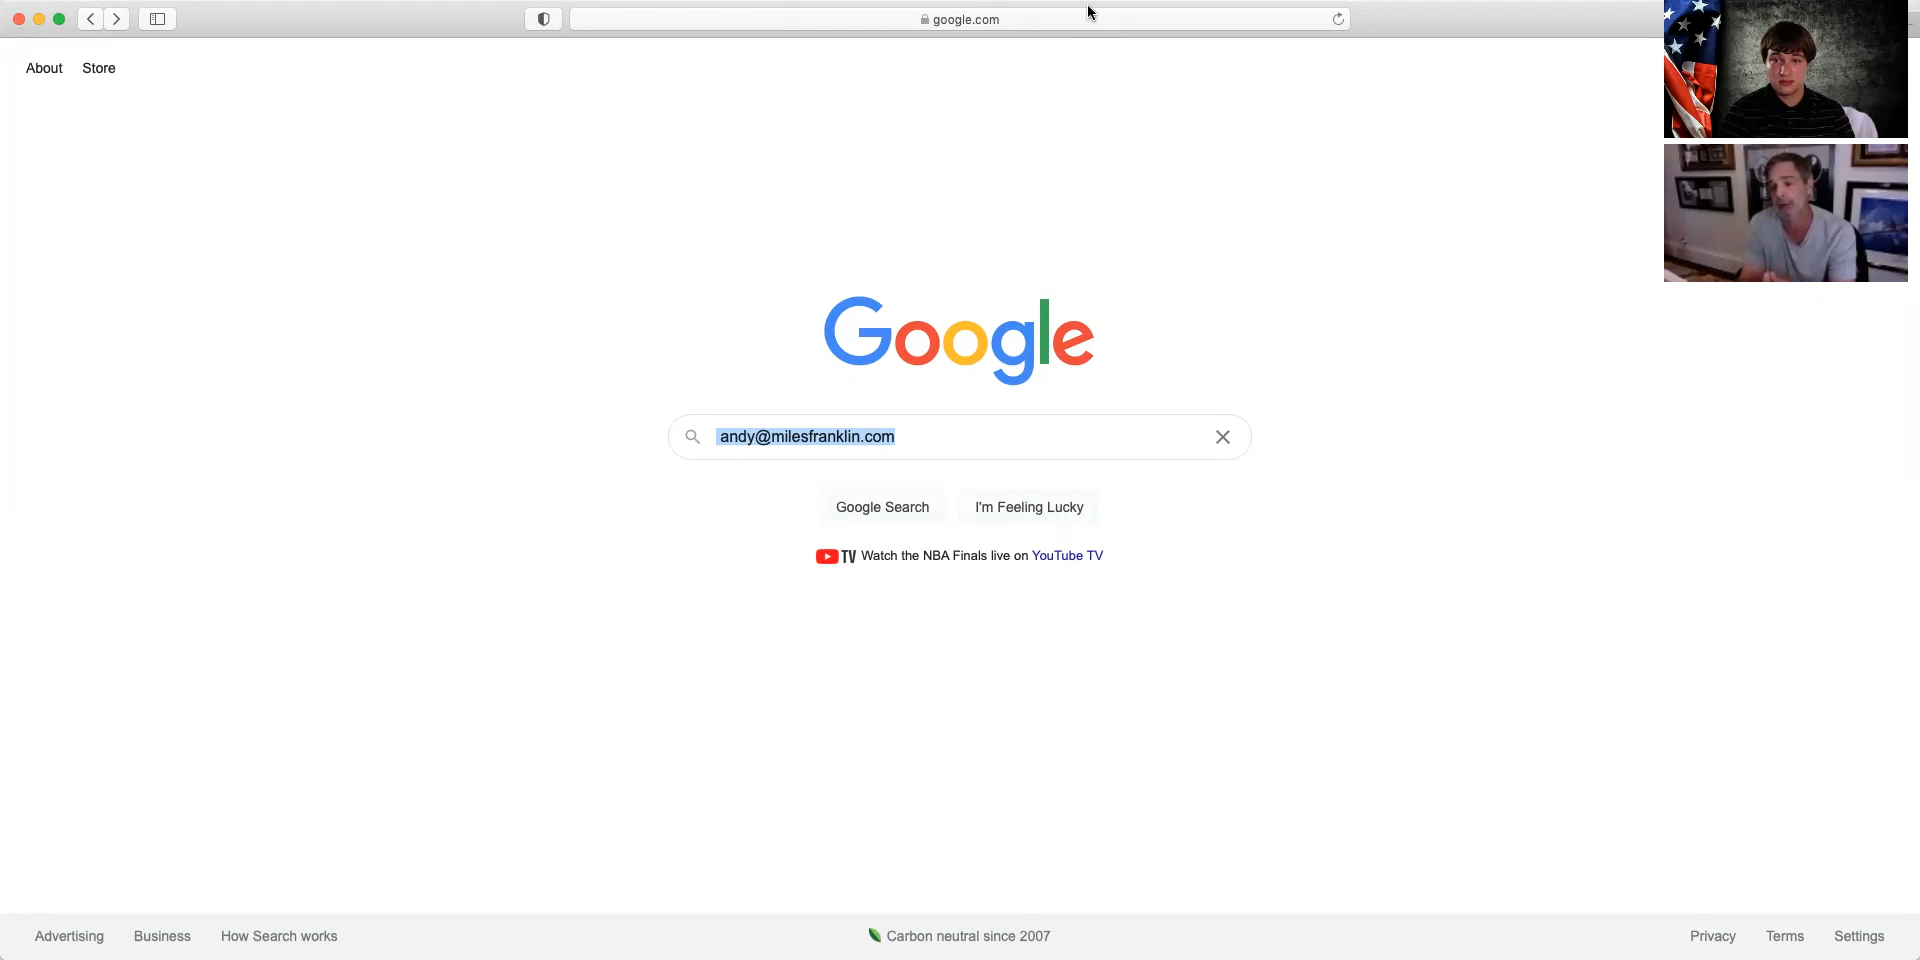 google.com
About Store
Google
andy@milesfranklin.com
Google Search I'm Feeling Lucky
TV Watch the NBA Finals live on YouTube TV
Advertising Business How Search works Carbon neutral since 2007 Privacy Terms Settings